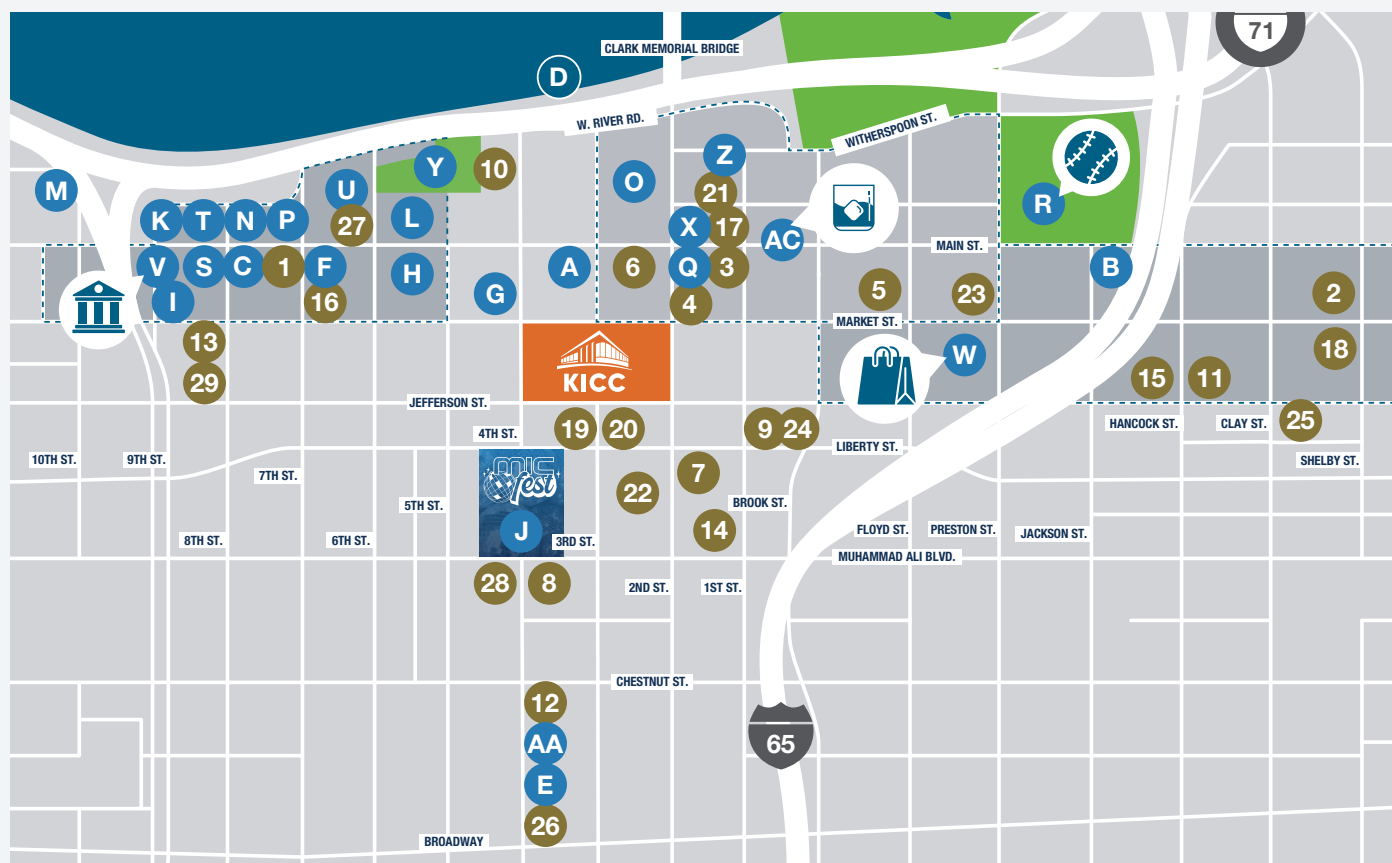 71
CLARK MEMORIAL BRIDGE
D
W. RIVER RD.
WITHERSPOON ST.
M
Y
10
O
Z
U
21
R
K
T
N
P
27
L
X
17
AC
MAIN ST.
V
S
C
1
F
H
G
A
6
Q
3
B
I
16
4
5
23
2
MARKET ST.
13
29
KICC
W
18
15
11
JEFFERSON ST.
4TH ST.
19
20
9
24
HANCOCK ST.
CLAY ST.
25
LIBERTY ST.
10TH ST.
9TH ST.
7TH ST.
MIC
fest
7
SHELBY ST.
22
5TH ST.
BROOK ST.
8TH ST.
6TH ST.
J
3RD ST.
14
FLOYD ST.
PRESTON ST.
JACKSON ST.
MUHAMMAD ALI BLVD.
28
8
2ND ST.
1ST ST.
CHESTNUT ST.
12
AA
65
E
26
BROADWAY